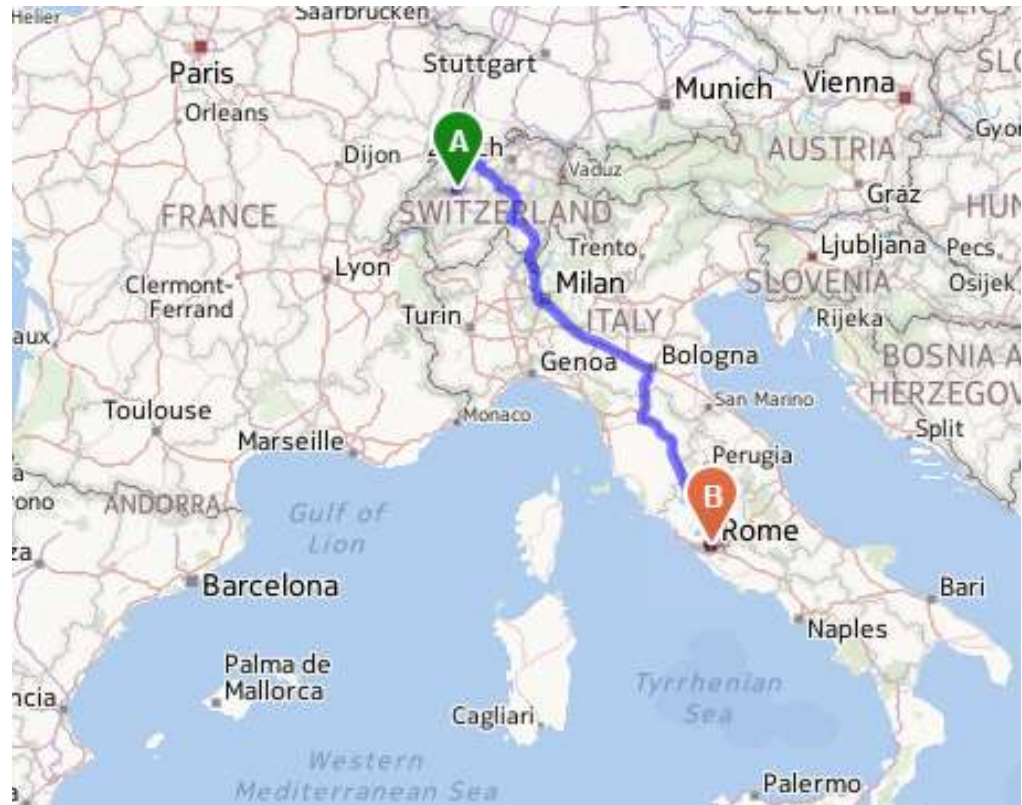 Saarbrucken
CZECH REPUBLIC
Paris
Stuttgart
Munich
Vienna
Orleans
A
Dijon
Vaduz
AUSTRIA
Graz
FRANCE
SWITZERLAND
Trento
Ljubljana
Pecs
Lyon
Milan
SLOVENIA
Osijek
Clermont-
Ferrand
Turin
ITALY
Rijeka
Genoa
Bologna
BOSNIA A
HERZEGOV
Toulouse
Monaco
San Marino
Marseille
Split
Perugia
ANDORRA
Gulf of
Lion
B
Rome
Barcelona
Bari
Naples
Palma de
Mallorca
Tyrrhenian
Sea
Cagliari
Western
Mediterranean Sea
Palermo